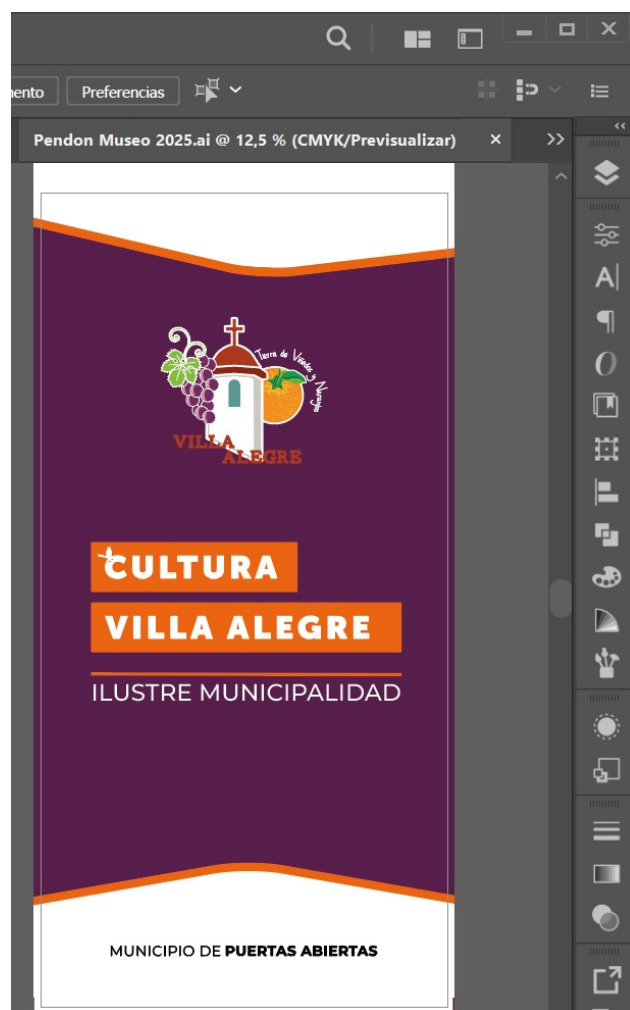 mento
Preferencias
Pendon Museo 2025.ai @ 12,5 % (CMYK/Previsualizar)
Tierra de Viñedos y Naranjos
VILLA
ALEGRE
CULTURA
VILLA ALEGRE
ILUSTRE MUNICIPALIDAD
MUNICIPIO DE PUERTAS ABIERTAS